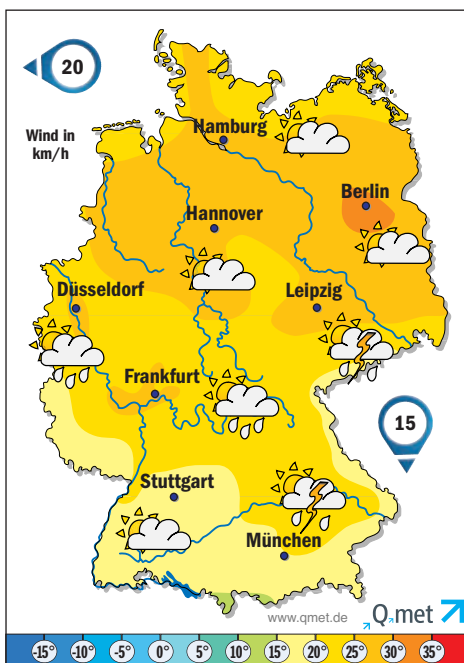 20
Wind in
km/h
Hamburg
Berlin
Hannover
Düsseldorf
Leipzig
Frankfurt
15
Stuttgart
München
www.qmet.de
Q.met
-15° -10° -5° 0° 5° 10° 15° 20° 25° 30° 35°